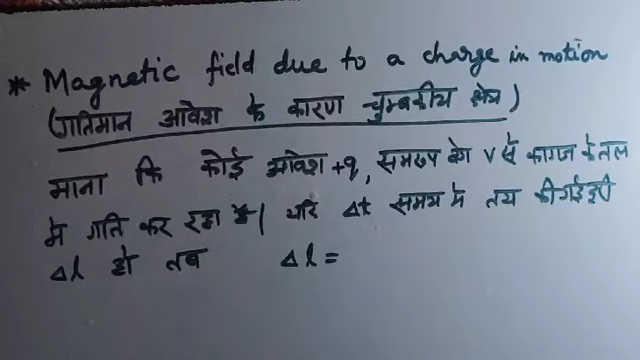 * Magnetic field due to a charge in motion
(गतिमान आवेश के कारण चुम्बकीय क्षेत्र)
माना कि कोई आवेश +q, समरूप वेग v से कागज के तल
मे गति कर रहा है। यदि Δt समय मे तय की गई दूरी
Δl हो तब Δl =